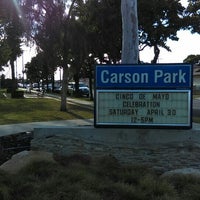 Carson Park
CINCO DE MAYO
CELEBRATION
SATURDAY APRIL 30
12-5PM